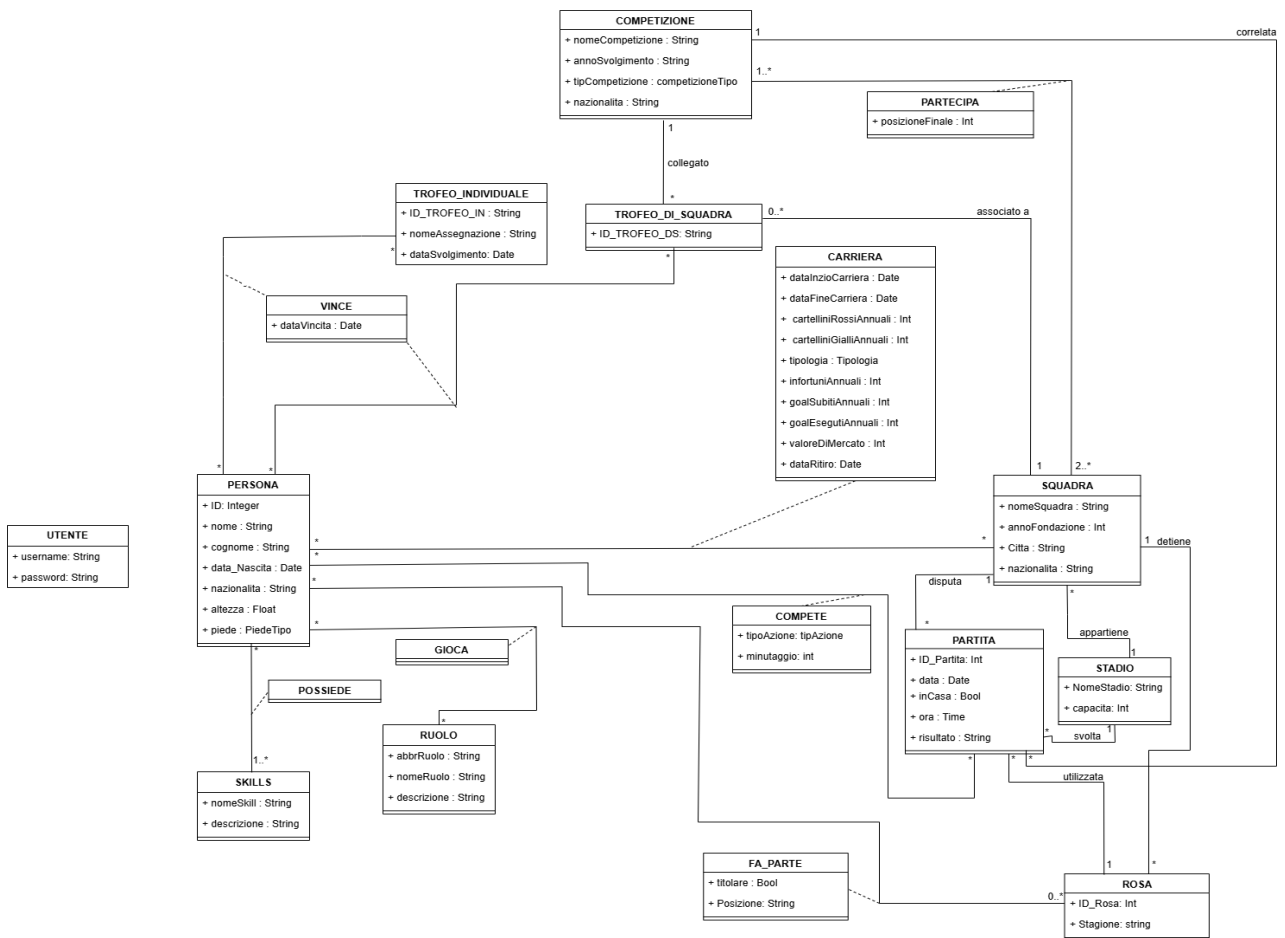 COMPETIZIONE
+ nomeCompetizione : String
+ annoSvolgimento : String
+ tipCompetizione : competizioneTipo
+ nazionalita : String
1
correlata
1..*
PARTECIPA
+ posizioneFinale : Int
1
collegato
*
TROFEO_INDIVIDUALE
+ ID_TROFEO_IN : String
+ nomeAssegnazione : String
+ dataSvolgimento: Date
*
TROFEO_DI_SQUADRA
+ ID_TROFEO_DS: String
0..*
associato a
*
VINCE
+ dataVincita : Date
CARRIERA
+ dataInzioCarriera : Date
+ dataFineCarriera : Date
+ cartelliniRossiAnnuali : Int
+ cartelliniGialliAnnuali : Int
+ tipologia : Tipologia
+ infortuniAnnuali : Int
+ goalSubitiAnnuali : Int
+ goalEsegutiAnnuali : Int
+ valoreDiMercato : Int
+ dataRitiro: Date
*
*
1
2..*
PERSONA
+ ID: Integer
+ nome : String
+ cognome : String
+ data_Nascita : Date
+ nazionalita : String
+ altezza : Float
+ piede : PiedeTipo
*
*
*
*
*
UTENTE
+ username: String
+ password: String
SQUADRA
+ nomeSquadra : String
+ annoFondazione : Int
+ Citta : String
+ nazionalita : String
*
1
detiene
disputa
1
*
*
appartiene
1
COMPETE
+ tipoAzione: tipAzione
+ minutaggio: int
PARTITA
+ ID_Partita: Int
+ data : Date
+ inCasa : Bool
+ ora : Time
+ risultato : String
STADIO
+ NomeStadio: String
+ capacita: Int
*
svolta
1
*
*
*
utilizzata
GIOCA
POSSIEDE
*
RUOLO
+ abbrRuolo : String
+ nomeRuolo : String
+ descrizione : String
1..*
SKILLS
+ nomeSkill : String
+ descrizione : String
FA_PARTE
+ titolare : Bool
+ Posizione: String
1
*
0..*
ROSA
+ ID_Rosa: Int
+ Stagione: string